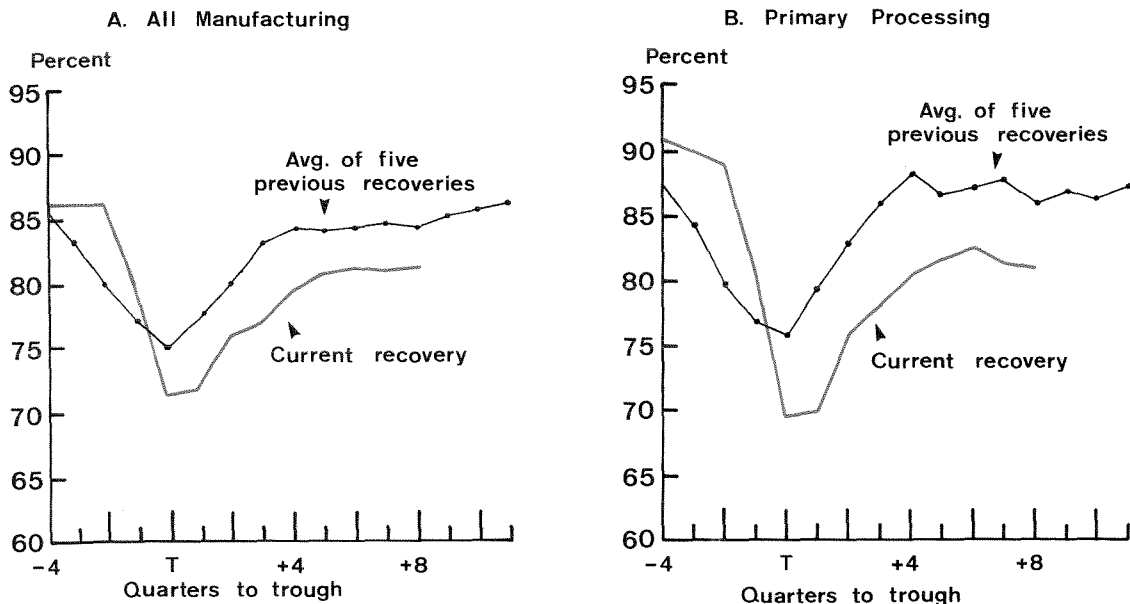 A. All Manufacturing
Percent
95
90
85
80
75
70
65
60
Avg. of five
previous recoveries
Current recovery
-4 T +4 +8
Quarters to trough
B. Primary Processing
Percent
95
90
85
80
75
70
65
60
Avg. of five
previous recoveries
Current recovery
-4 T +4 +8
Quarters to trough